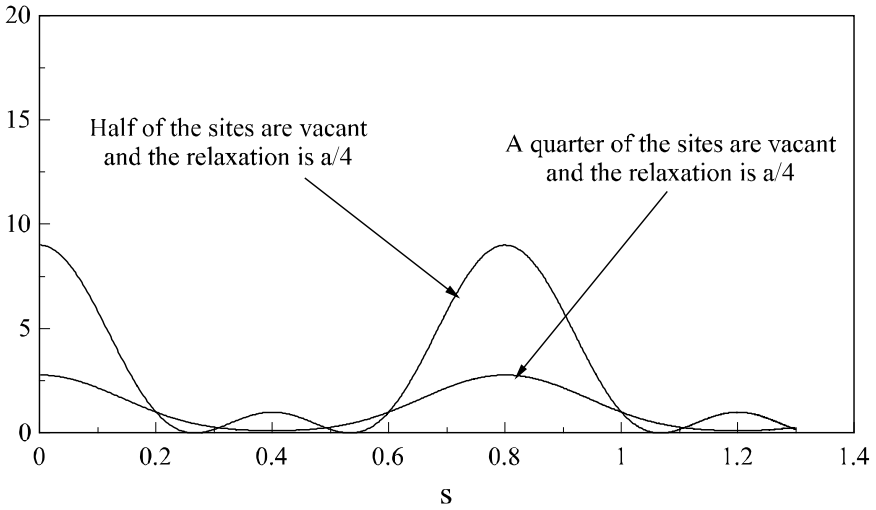 20
15
10
5
0
Half of the sites are vacant
and the relaxation is a/4
A quarter of the sites are vacant
and the relaxation is a/4
0 0.2 0.4 0.6 0.8 1 1.2 1.4
s